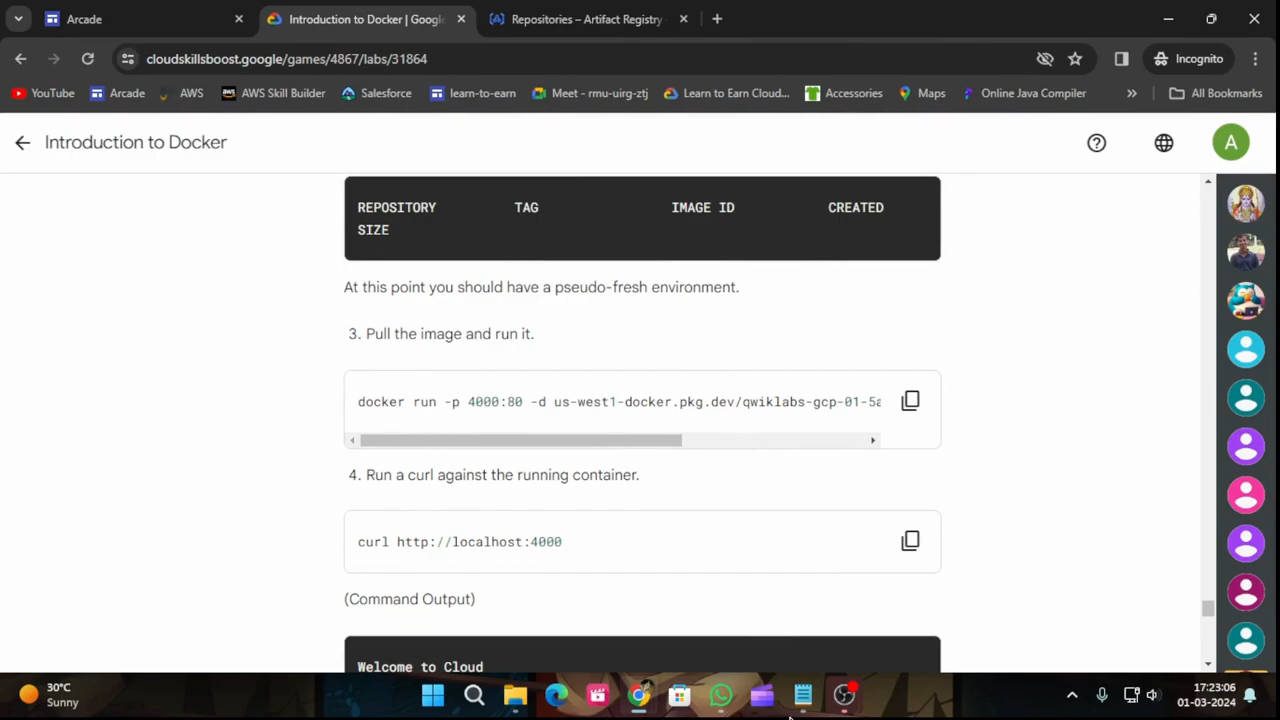 Arcade
Introduction to Docker | Google
Repositories – Artifact Registry
cloudskillsboost.google/games/4867/labs/31864
Incognito
YouTube
Arcade
AWS
AWS Skill Builder
Salesforce
learn-to-earn
Meet - rmu-uirg-ztj
Learn to Earn Cloud...
Accessories
Maps
Online Java Compiler
All Bookmarks
Introduction to Docker
A
REPOSITORY TAG IMAGE ID CREATED
SIZE
At this point you should have a pseudo-fresh environment.
3. Pull the image and run it.
docker run -p 4000:80 -d us-west1-docker.pkg.dev/qwiklabs-gcp-01-5a
4. Run a curl against the running container.
curl http://localhost:4000
(Command Output)
Welcome to Cloud
30°C
Sunny
17:23:06
01-03-2024